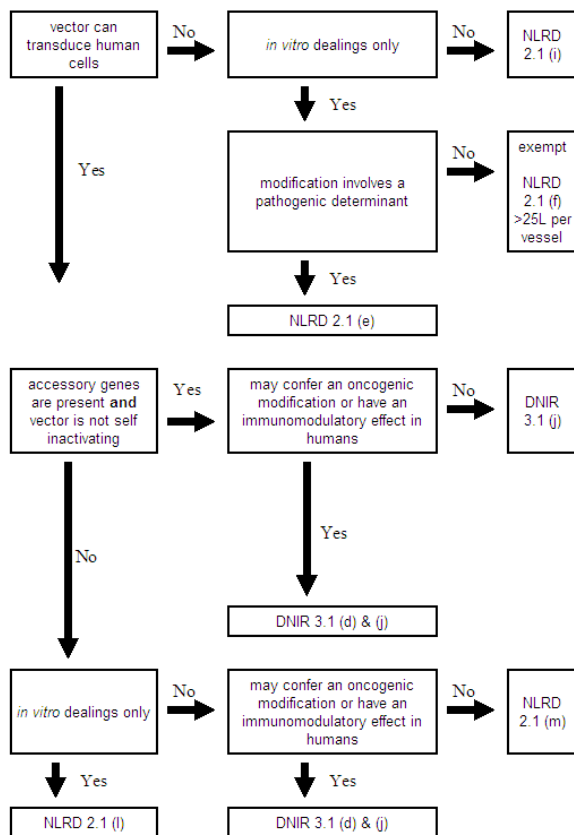 vector can
transduce human
cells
No
in vitro dealings only
No
NLRD
2.1 (i)
Yes
Yes
modification involves a
pathogenic determinant
No
exempt
NLRD
2.1 (f)
>25L per
vessel
Yes
NLRD 2.1 (e)
accessory genes
are present and
vector is not self
inactivating
Yes
may confer an oncogenic
modification or have an
immunomodulatory effect in
humans
No
DNIR
3.1 (j)
No
Yes
DNIR 3.1 (d) & (j)
in vitro dealings only
No
may confer an oncogenic
modification or have an
immunomodulatory effect in
humans
No
NLRD
2.1 (m)
Yes
Yes
NLRD 2.1 (l)
DNIR 3.1 (d) & (j)